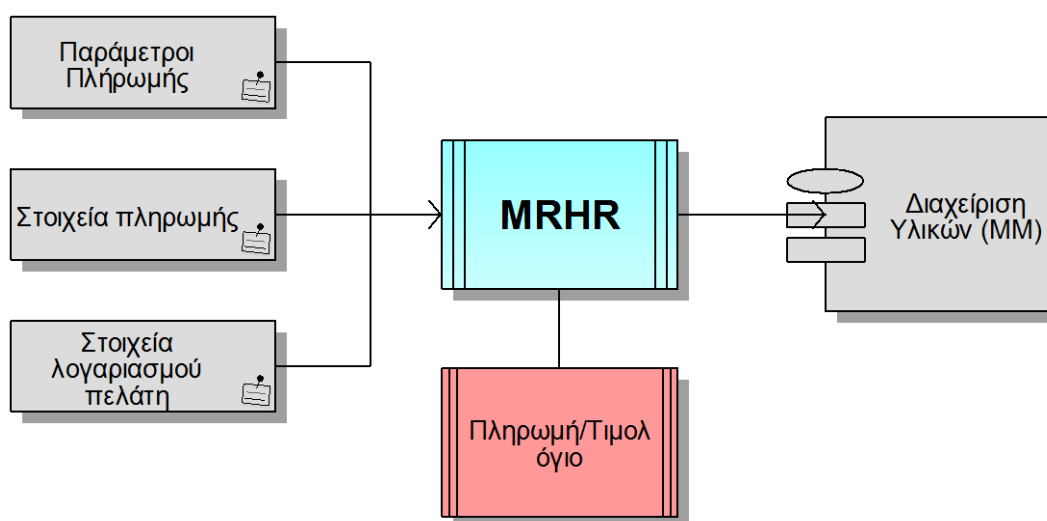 Παράμετροι
Πλήρωμής
Στοιχεία πληρωμής
Στοιχεία
λογαριασμού
πελάτη
MRHR
Πληρωμή/Τιμολ
όγιο
Διαχείριση
Υλικών (MM)